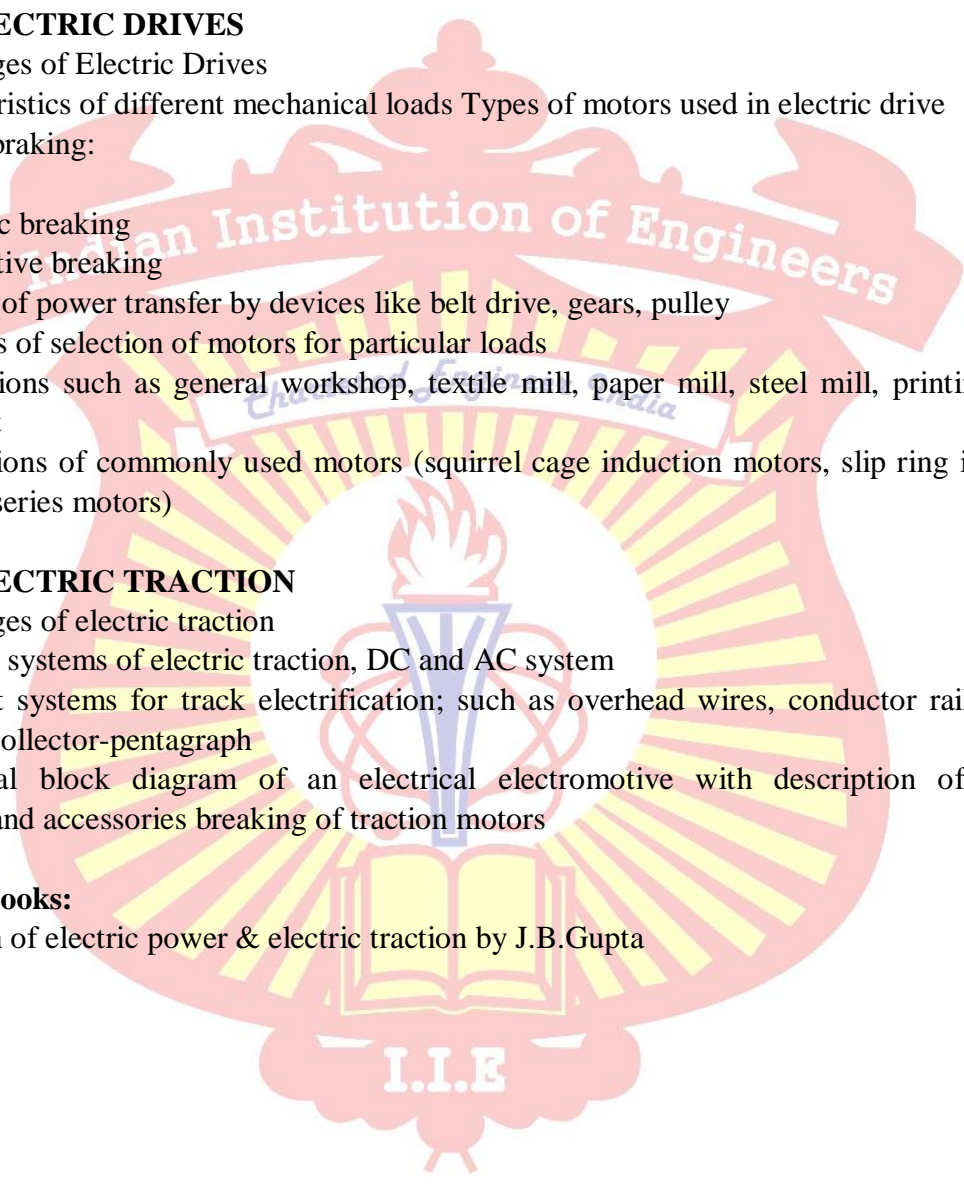 ECTRIC DRIVES
ges of Electric Drives
ristics of different mechanical loads Types of motors used in electric drive
braking:
c breaking
tive breaking
of power transfer by devices like belt drive, gears, pulley
s of selection of motors for particular loads
ions such as general workshop, textile mill, paper mill, steel mill, printi
ions of commonly used motors (squirrel cage induction motors, slip ring i
series motors)
ECTRIC TRACTION
ges of electric traction
systems of electric traction, DC and AC system
t systems for track electrification; such as overhead wires, conductor rail
ollector-pentagraph
al block diagram of an electrical electromotive with description of
and accessories breaking of traction motors
ooks:
n of electric power & electric traction by J.B.Gupta
Indian Institution of Engineers
Chartered Engineer India
I.I.E